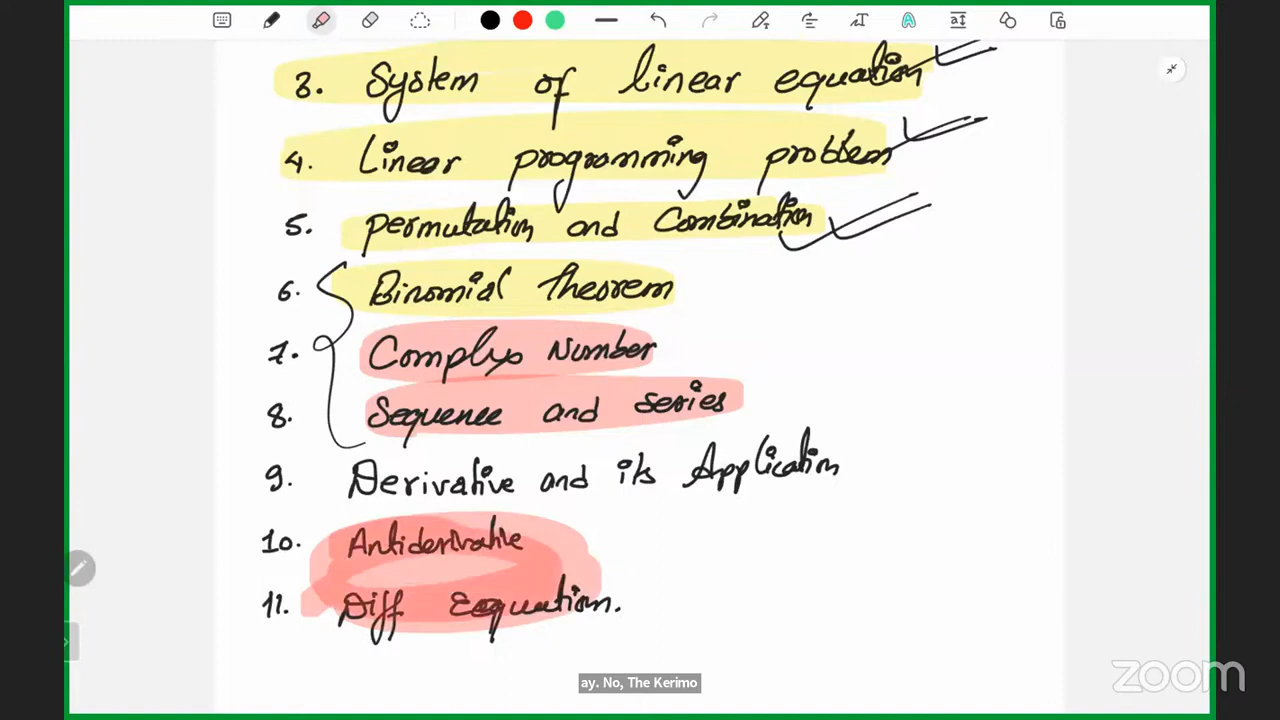 3. System of linear equation
4. Linear programming problem
5. Permutation and Combination
6. Binomial Theorem
7. Complex Number
8. Sequence and series
9. Derivative and its Application
10. Antiderivative
11. Diff Equation.
ay. No, The Kerimo
zoom